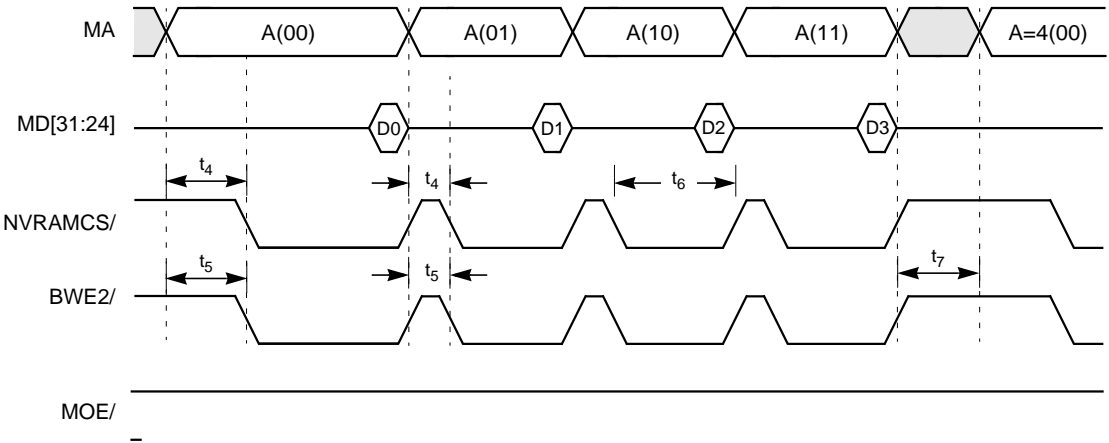 MA A(00) A(01) A(10) A(11) A=4(00)
MD[31:24] D0 D1 D2 D3
t4 t4 t6
NVRAMCS/
t5 t5 t7
BWE2/
MOE/